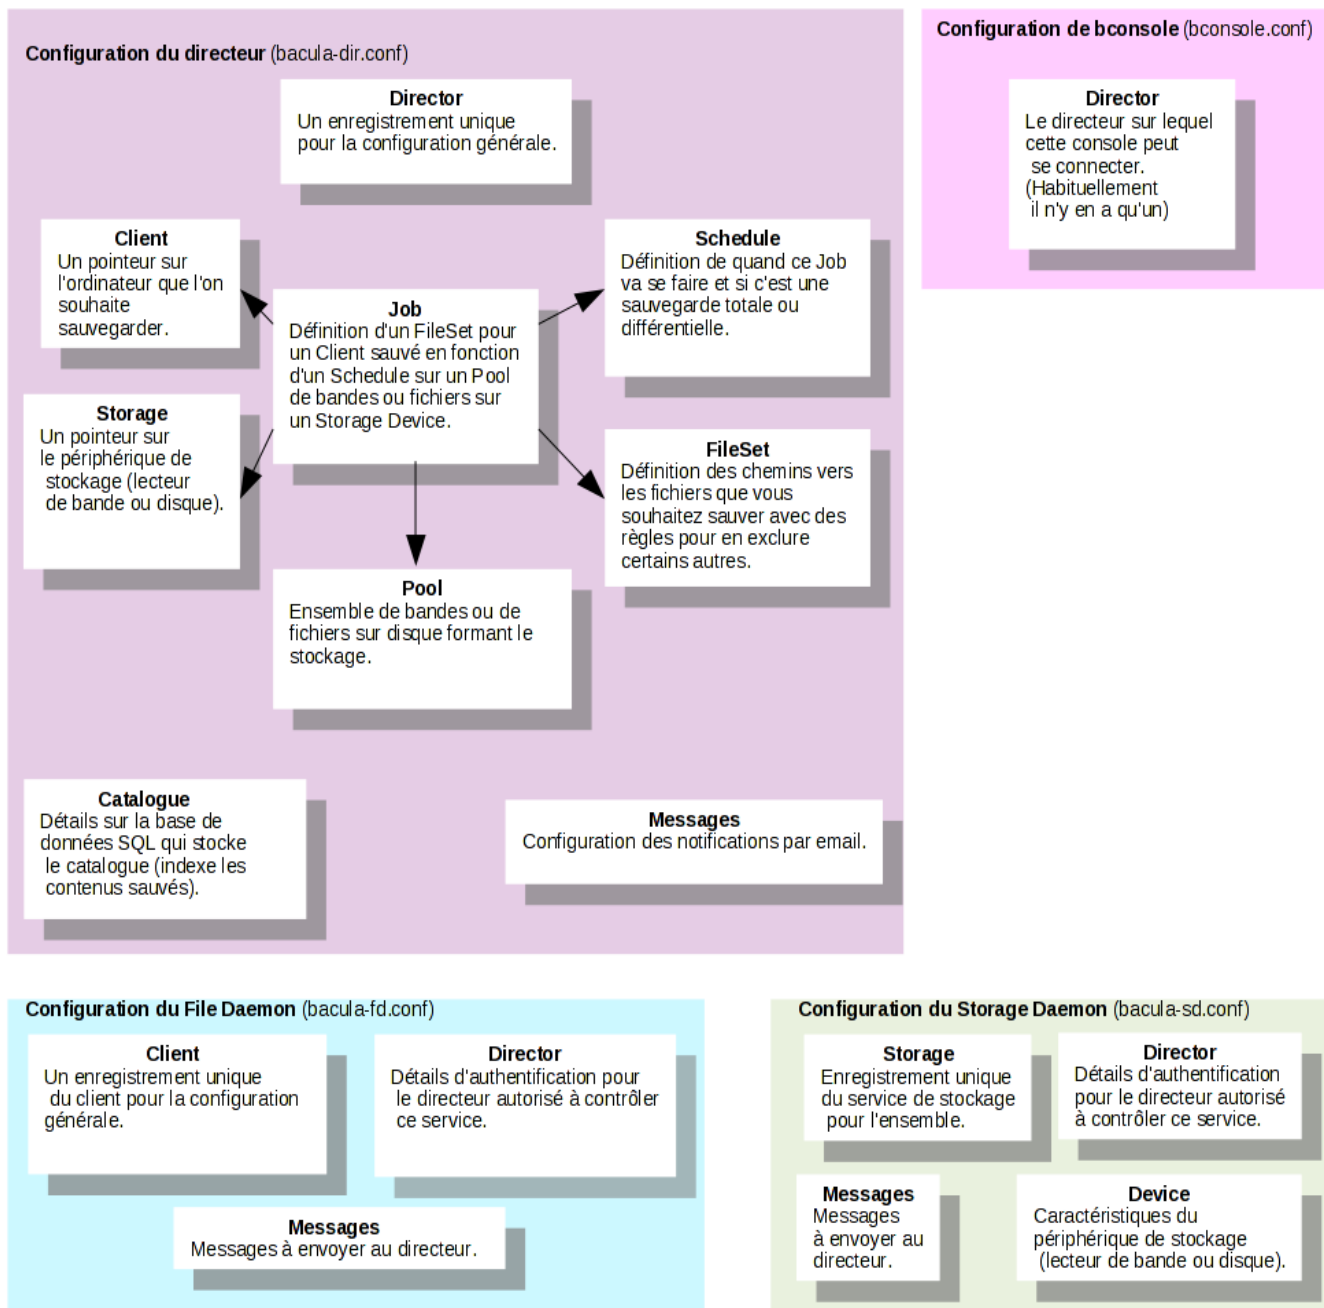 Configuration du directeur (bacula-dir.conf)
Director
Un enregistrement unique
pour la configuration générale.
Client
Un pointeur sur
l'ordinateur que l'on
souhaite
sauvegarder.
Job
Définition d'un FileSet pour
un Client sauvé en fonction
d'un Schedule sur un Pool
de bandes ou fichiers sur
un Storage Device.
Schedule
Définition de quand ce Job
va se faire et si c'est une
sauvegarde totale ou
différentielle.
Storage
Un pointeur sur
le périphérique de
stockage (lecteur
de bande ou disque).
FileSet
Définition des chemins vers
les fichiers que vous
souhaitez sauver avec des
règles pour en exclure
certains autres.
Pool
Ensemble de bandes ou de
fichiers sur disque formant le
stockage.
Catalogue
Détails sur la base de
données SQL qui stocke
le catalogue (indexe les
contenus sauvés).
Messages
Configuration des notifications par email.
Configuration de bconsole (bconsole.conf)
Director
Le directeur sur lequel
cette console peut
se connecter.
(Habituellement
il n'y en a qu'un)
Configuration du File Daemon (bacula-fd.conf)
Client
Un enregistrement unique
du client pour la configuration
générale.
Director
Détails d'authentification pour
le directeur autorisé à contrôler
ce service.
Messages
Messages à envoyer au directeur.
Configuration du Storage Daemon (bacula-sd.conf)
Storage
Enregistrement unique
du service de stockage
pour l'ensemble.
Director
Détails d'authentification
pour le directeur autorisé
à contrôler ce service.
Messages
Messages
à envoyer au
directeur.
Device
Caractéristiques du
périphérique de stockage
(lecteur de bande ou disque).